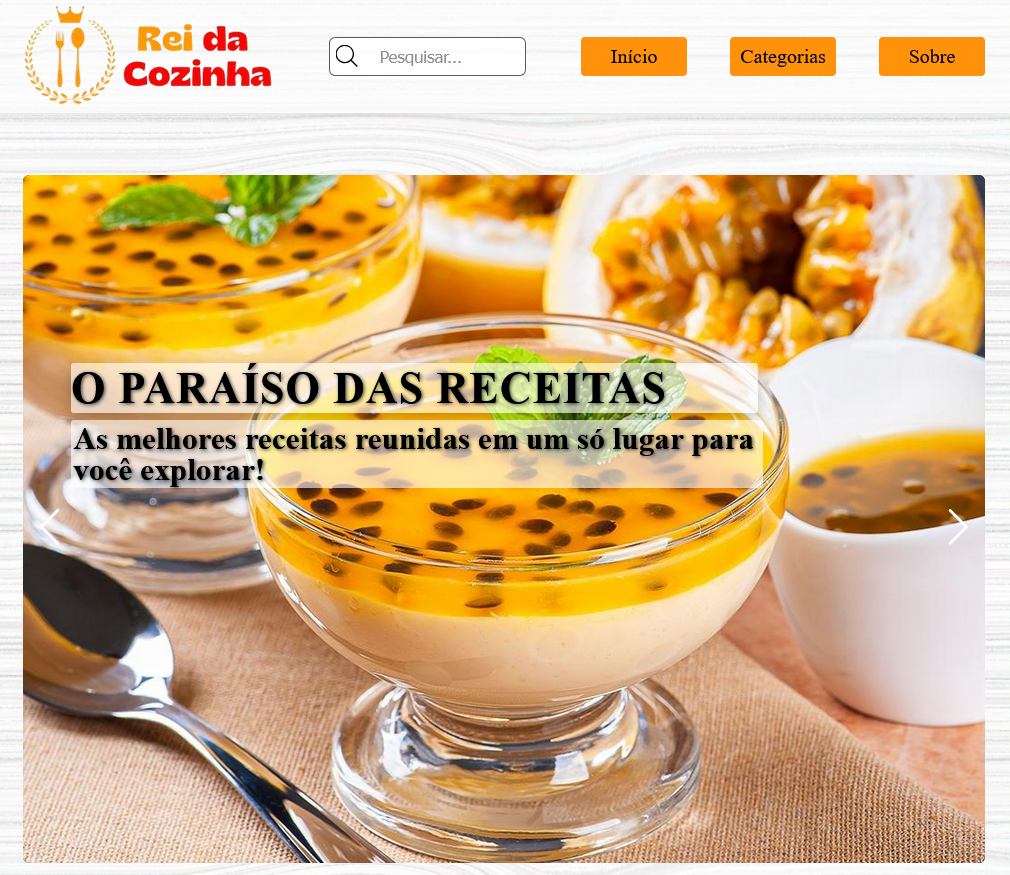 Rei da
Cozinha
Pesquisar...
Início
Categorias
Sobre
O PARAÍSO DAS RECEITAS
As melhores receitas reunidas em um só lugar para
você explorar!